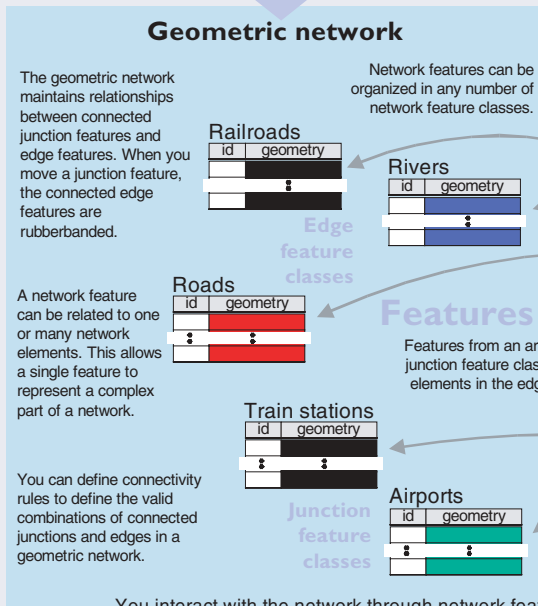 Geometric network
The geometric network
maintains relationships
between connected
junction features and
edge features. When you
move a junction feature,
the connected edge
features are
rubberbanded.
Network features can be
organized in any number of
network feature classes.
Railroads
id geometry
Rivers
id geometry
Edge
feature
classes
Roads
id geometry
A network feature
can be related to one
or many network
elements. This allows
a single feature to
represent a complex
part of a network.
Features
Features from an
junction feature
elements in the
Train stations
id geometry
You can define connectivity
rules to define the valid
combinations of connected
junctions and edges in a
geometric network.
Junction
feature
classes
Airports
id geometry
You interact with the network through network